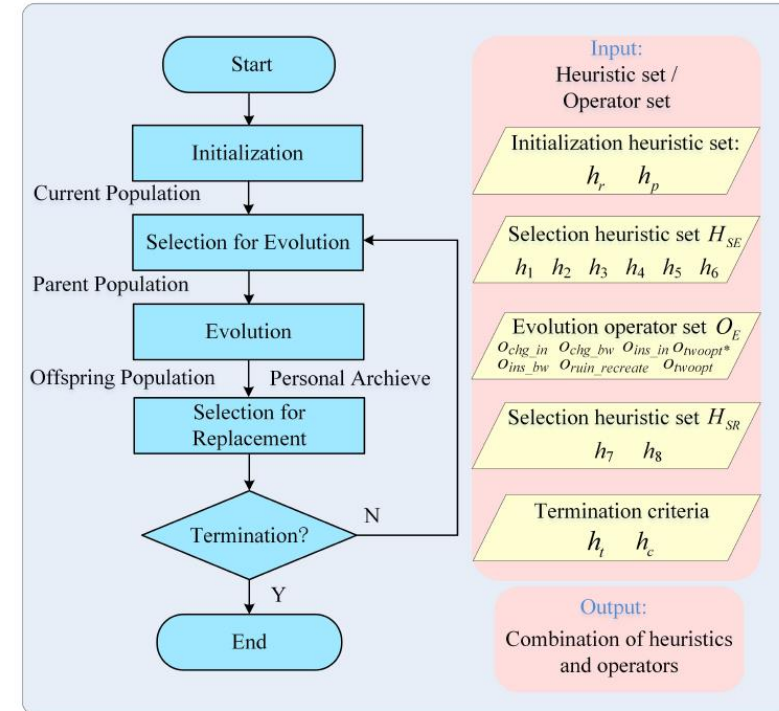 Start
Initialization
Current Population
Selection for Evolution
Parent Population
Evolution
Offspring Population
Personal Archieve
Selection for
Replacement
Termination?
N
Y
End
Input:
Heuristic set /
Operator set
Initialization heuristic set:
h_r h_p
Selection heuristic set H_SE
h_1 h_2 h_3 h_4 h_5 h_6
Evolution operator set O_E
o_chg_in o_chg_bw o_ins_in o_twoopt*
o_ins_bw o_ruin_recreate o_twoopt
Selection heuristic set H_SR
h_7 h_8
Termination criteria
h_t h_c
Output:
Combination of heuristics
and operators